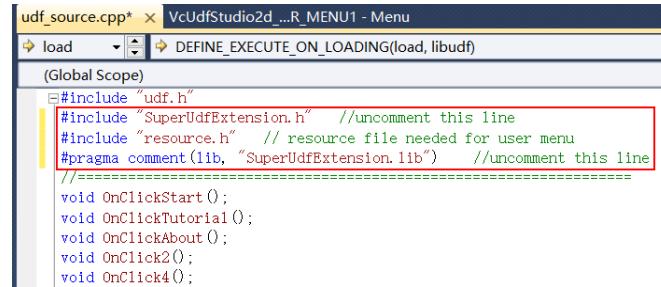 udf_source.cpp* × VcUdfStudio2d_...R_MENU1 - Menu
load DEFINE_EXECUTE_ON_LOADING(load, libudf)
(Global Scope)
#include "udf.h"
#include "SuperUdfExtension.h" //uncomment this line
#include "resource.h" // resource file needed for user menu
#pragma comment(lib, "SuperUdfExtension.lib") //uncomment this line
//==================================================================
void OnClickStart();
void OnClickTutorial();
void OnClickAbout();
void OnClick2();
void OnClick4();